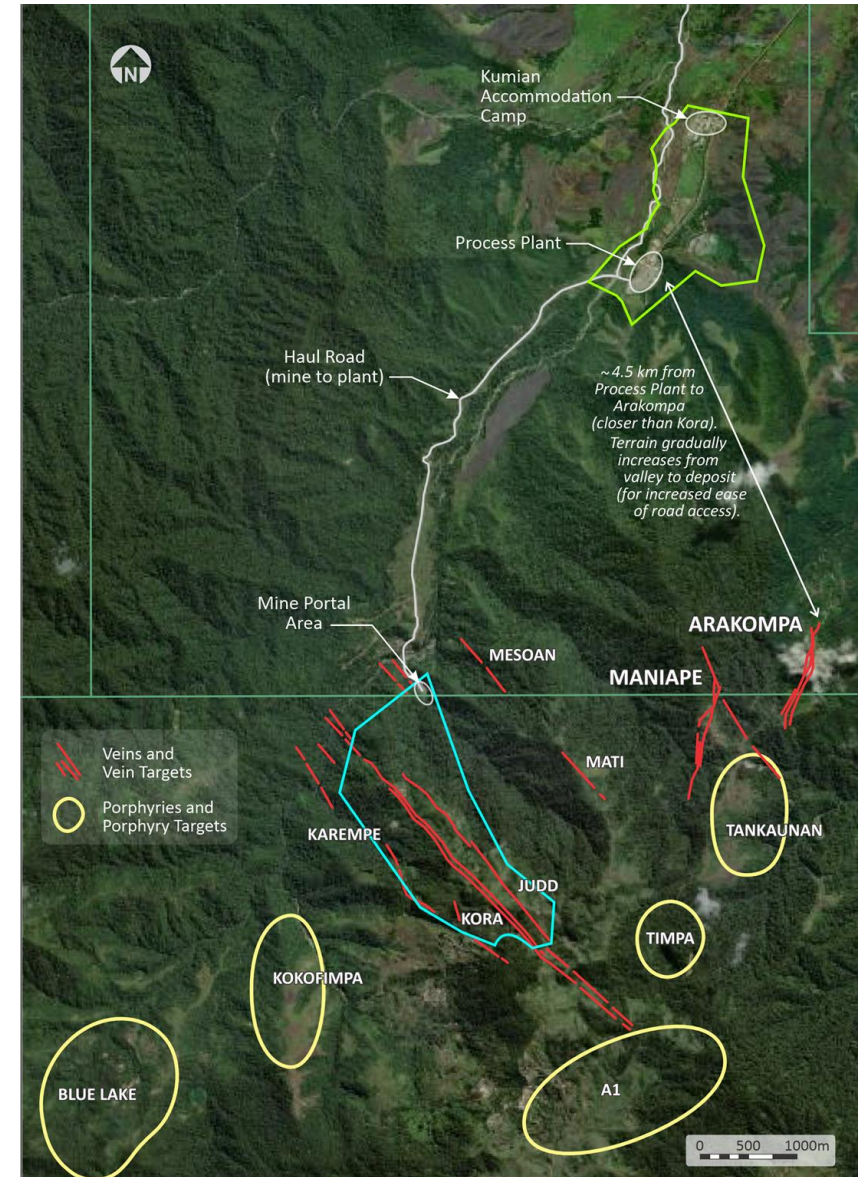 N
Kumian
Accommodation
Camp
Process Plant
Haul Road
(mine to plant)
~4.5 km from
Process Plant to
Arakompa
(closer than Kora).
Terrain gradually
increases from
valley to deposit
(for increased ease
of road access).
Mine Portal
Area
ARAKOMPA
MESOAN
MANIAPE
Veins and
Vein Targets
Porphyries and
Porphyry Targets
MATI
KAREMPE
TANKAUNAN
JUDD
KORA
TIMPA
KOKOFIMPA
BLUE LAKE
A1
0 500 1000m